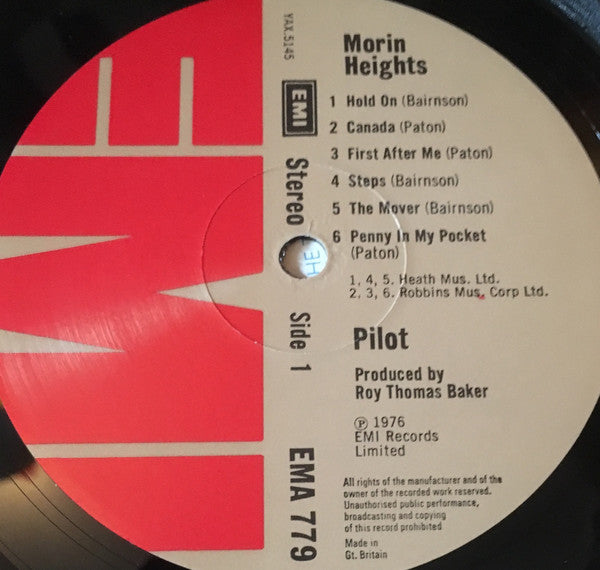 YAX.5145
EMI
Stereo
Side 1
EMA 779
Morin
Heights
1 Hold On (Bairnson)
2 Canada (Paton)
3 First After Me (Paton)
4 Steps (Bairnson)
5 The Mover (Bairnson)
6 Penny In My Pocket
(Paton)
1, 4, 5. Heath Mus. Ltd.
2, 3, 6. Robbins Mus. Corp Ltd.
Pilot
Produced by
Roy Thomas Baker
Ⓟ 1976
EMI Records
Limited
All rights of the manufacturer and of the
owner of the recorded work reserved.
Unauthorised public performance,
broadcasting and copying
of this record prohibited
Made in
Gt. Britain